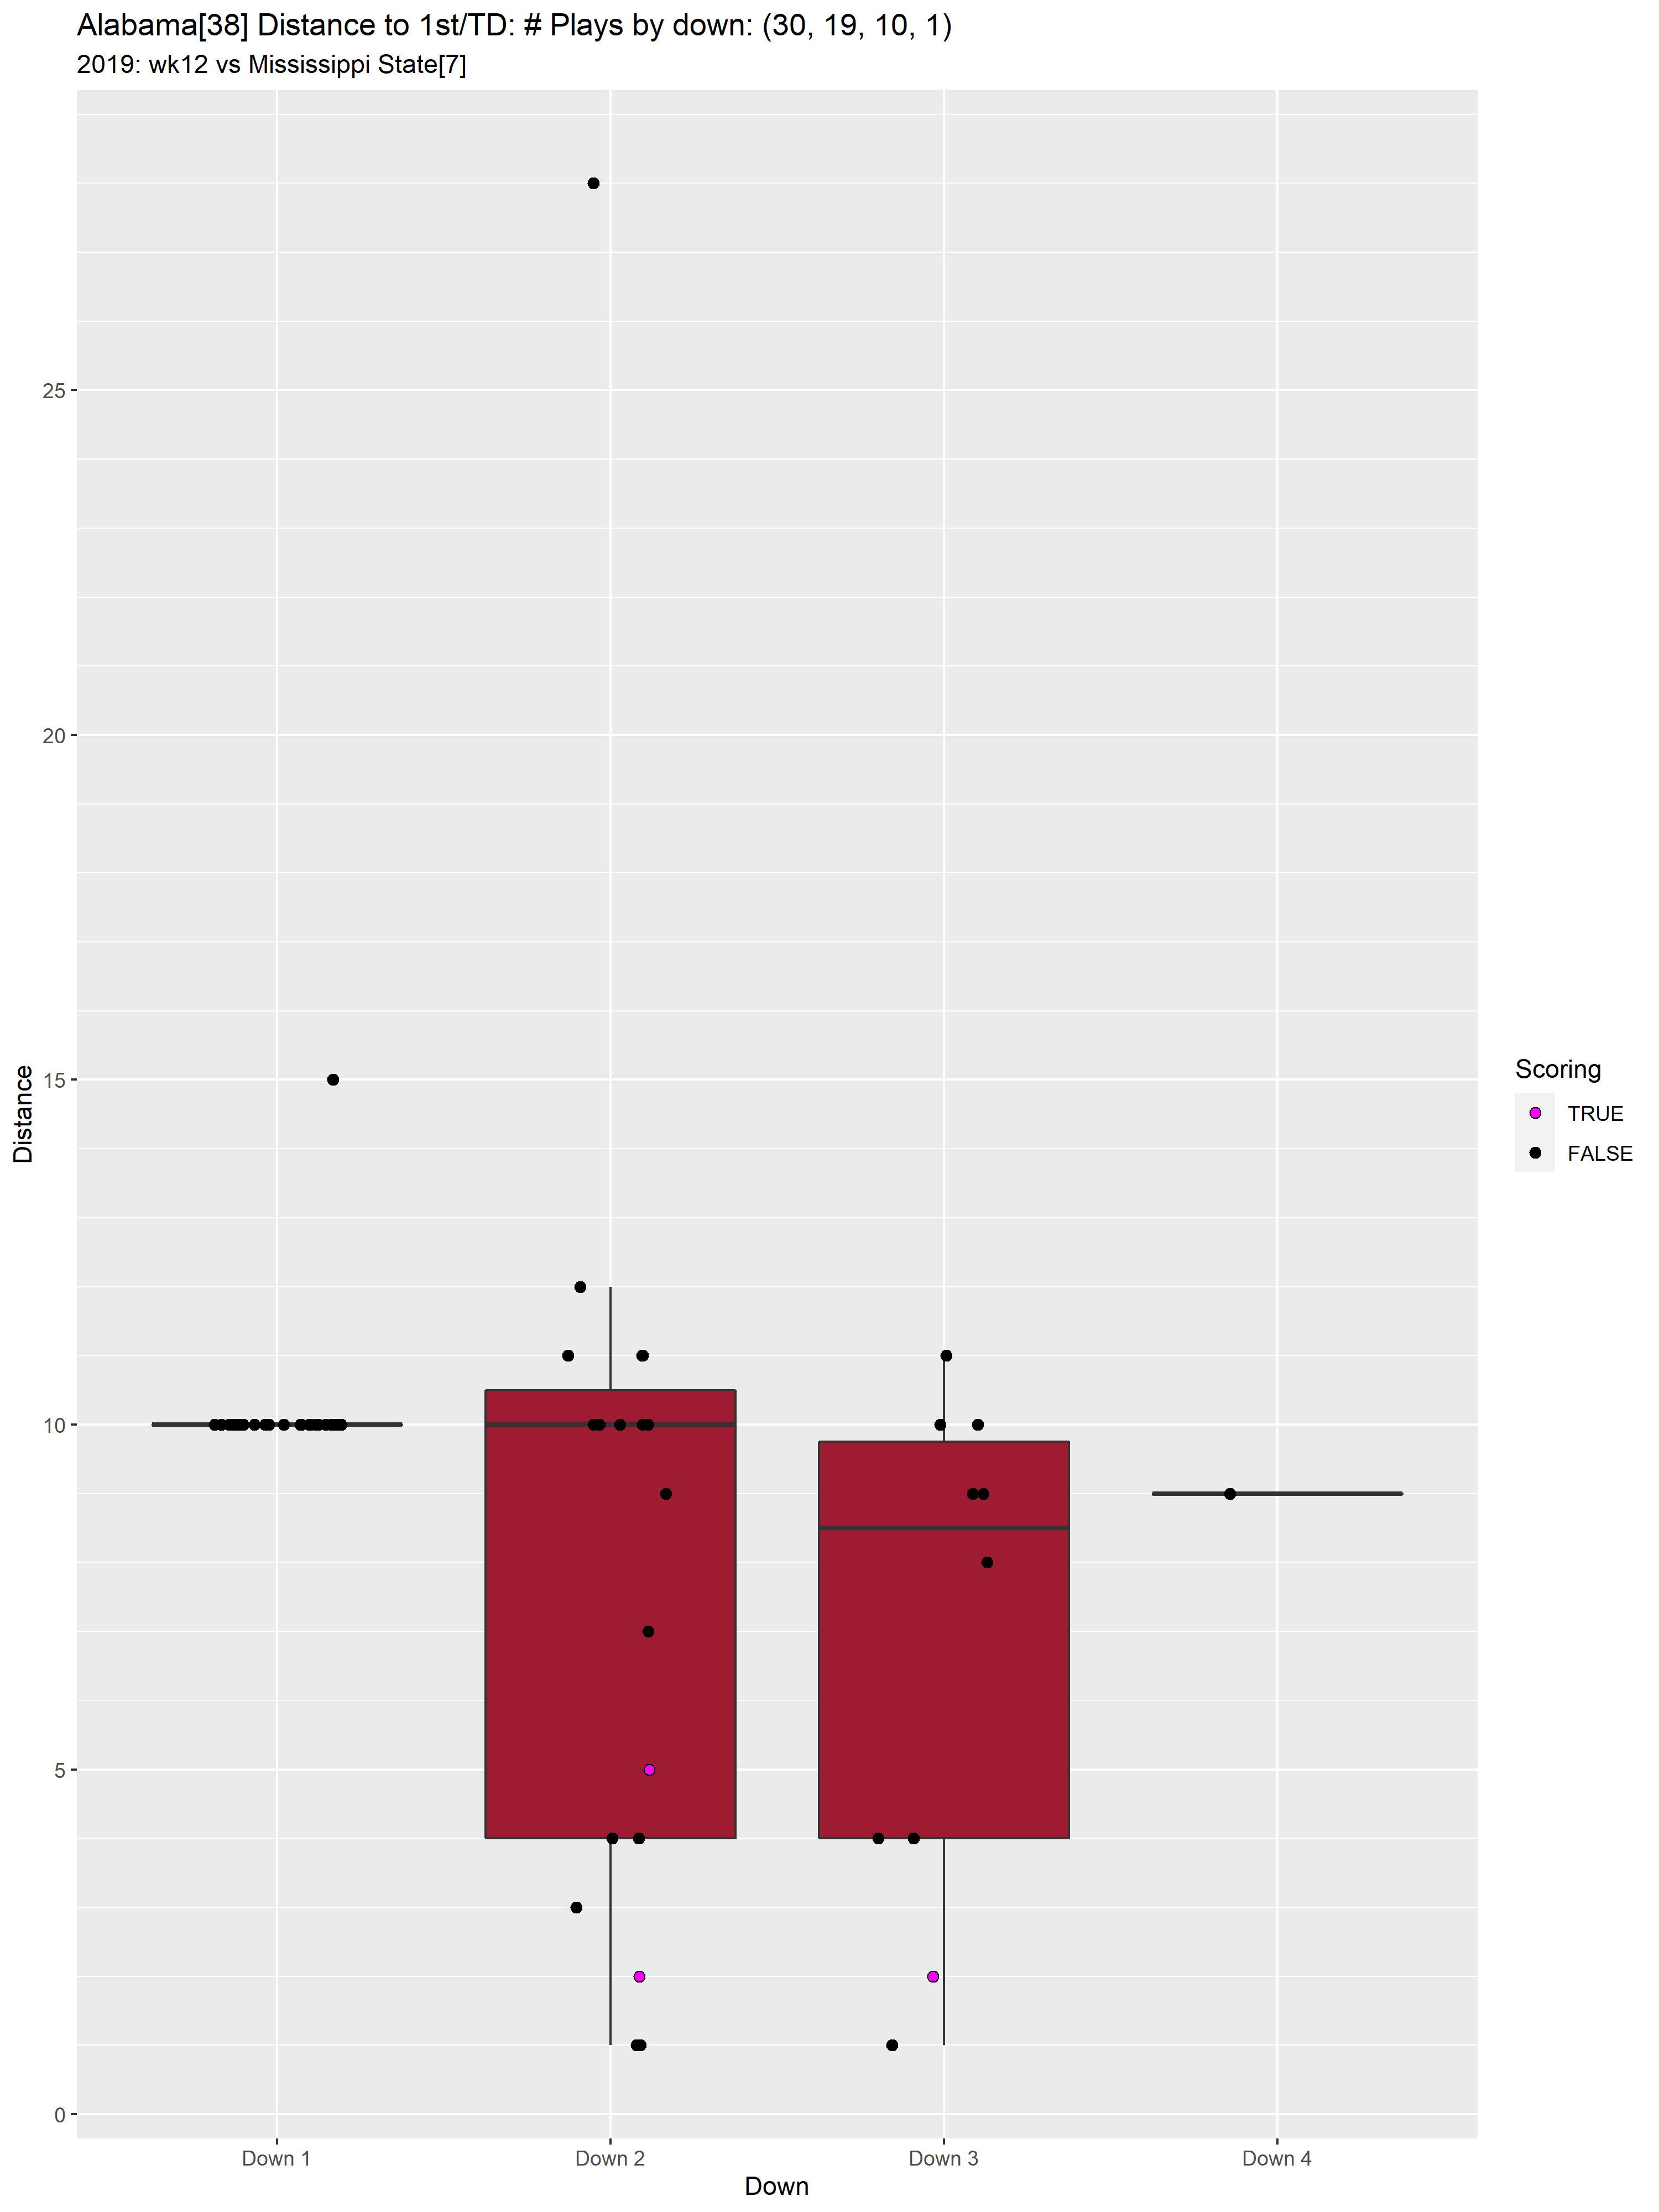 Alabama[38] Distance to 1st/TD: # Plays by down: (30, 19, 10, 1)
2019: wk12 vs Mississippi State[7]
25
20
15
10
5
0
Distance
Down 1
Down 2
Down 3
Down 4
Down
Scoring
TRUE
FALSE